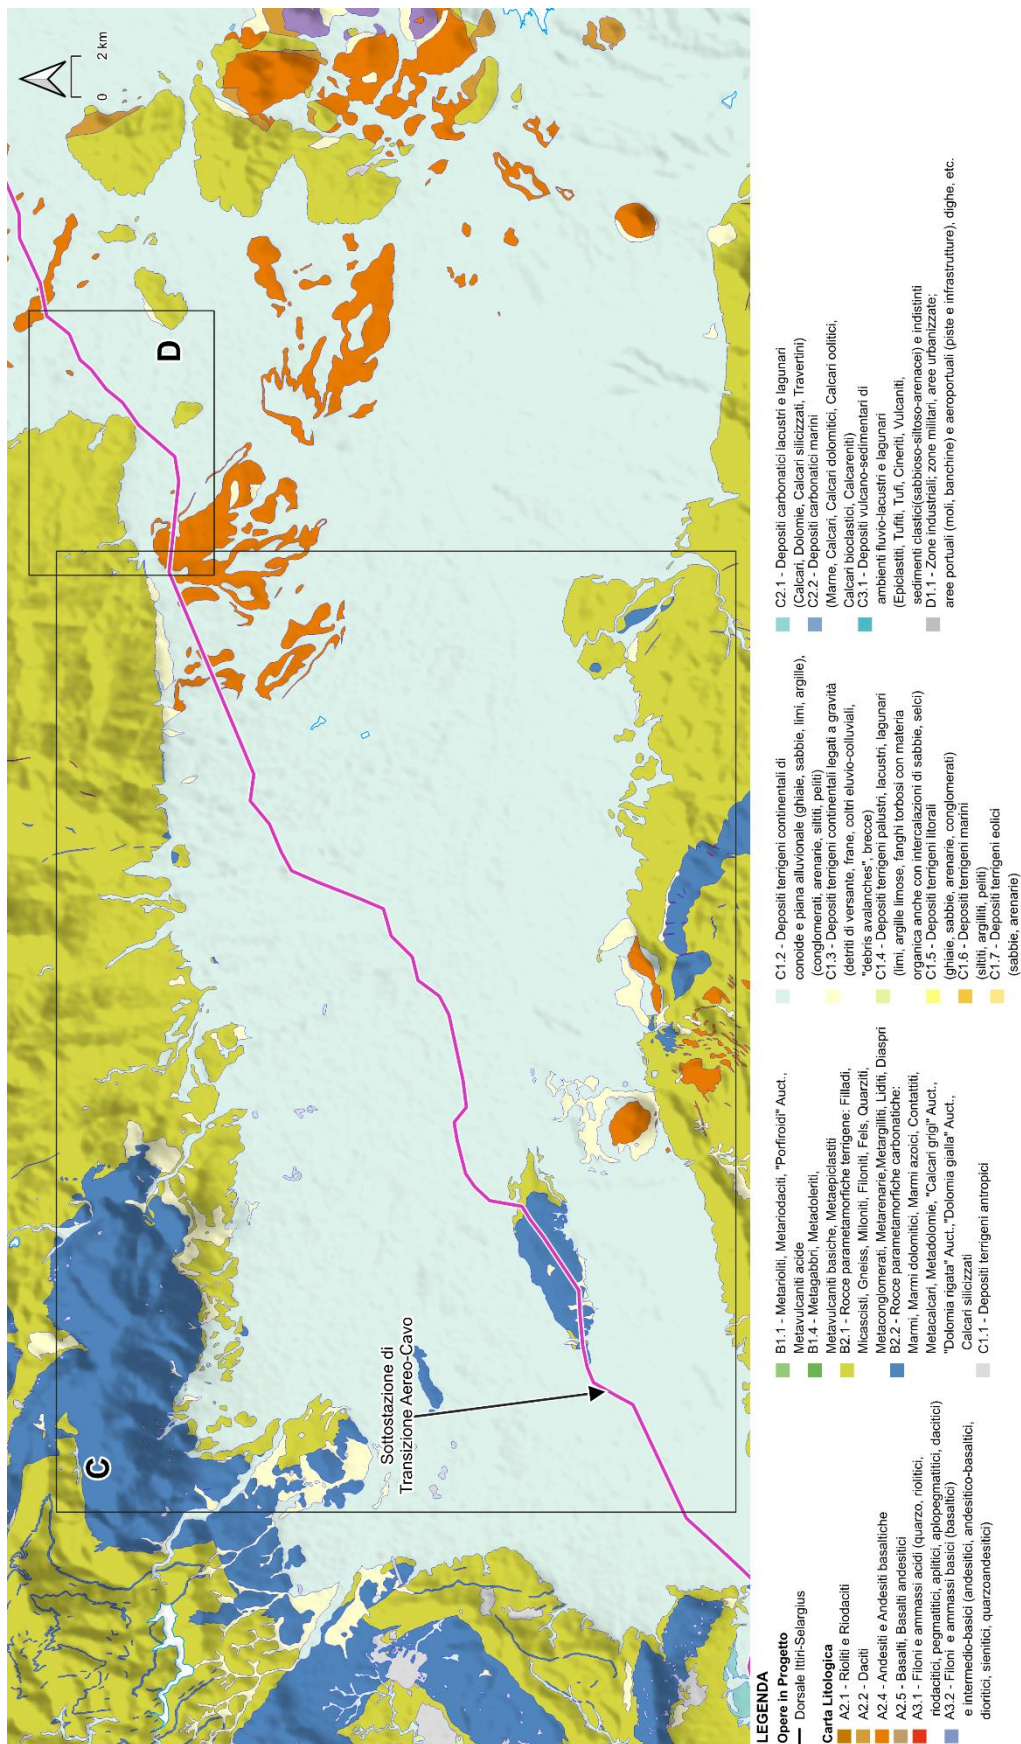 0 2 km
D
C
Sottostazione di
Transizione Aereo-Cavo
LEGENDA
Opere in Progetto
Dorsale Ittiri-Selargius
Carta Litologica
A2.1 - Rioliti e Riodaciti
A2.2 - Daciti
A2.4 - Andesiti e Andesiti basaltiche
A2.5 - Basalti, Basalti andesitici
A3.1 - Filoni e ammassi acidi (quarzo, riolitici,
riodacitici, pegmatitici, aplitici, aplopegmatitici, dacitici)
A3.2 - Filoni e ammassi basici (basaltici)
e intermedio-basici (andesitici, andesitico-basaltici,
dioritici, sienitici, quarzoandesitici)
B1.1 - Metarioliti, Metariodaciti, "Porfiroidi" Auct.,
Metavulcaniti acide
B1.4 - Metagabbri, Metadoleriti,
Metavulcaniti basiche, Metaepiclastiti
B2.1 - Rocce parametamorfiche terrigene: Filladi,
Micascisti, Gneiss, Miloniti, Filoniti, Fels, Quarziti,
Metaconglomerati, Metarenarie,Metargilliti, Liditi, Diaspri
B2.2 - Rocce parametamorfiche carbonatiche:
Marmi, Marmi dolomitici, Marmi azoici, Contattiti,
Metacalcari, Metadolomie, "Calcari grigi" Auct.,
"Dolomia rigata" Auct.,"Dolomia gialla" Auct.,
Calcari silicizzati
C1.1 - Depositi terrigeni antropici
C1.2 - Depositi terrigeni continentali di
conoide e piana alluvionale (ghiaie, sabbie, limi, argille),
(conglomerati, arenarie, siltiti, peliti)
C1.3 - Depositi terrigeni continentali legati a gravità
(detriti di versante, frane, coltri eluvio-colluviali,
"debris avalanches", brecce)
C1.4 - Depositi terrigeni palustri, lacustri, lagunari
(limi, argille limose, fanghi torbosi con materia
organica anche con intercalazioni di sabbie, selci)
C1.5 - Depositi terrigeni litorali
(ghiaie, sabbie, arenarie, conglomerati)
C1.6 - Depositi terrigeni marini
(siltiti, argilliti, peliti)
C1.7 - Depositi terrigeni eolici
(sabbie, arenarie)
C2.1 - Depositi carbonatici lacustri e lagunari
(Calcari, Dolomie, Calcari silicizzati, Travertini)
C2.2 - Depositi carbonatici marini
(Marne, Calcari, Calcari dolomitici, Calcari oolitici,
Calcari bioclastici, Calcareniti)
C3.1 - Depositi vulcano-sedimentari di
ambienti fluvio-lacustri e lagunari
(Epiclastiti, Tufiti, Tufi, Cineriti, Vulcaniti,
sedimenti clastici(sabbioso-siltoso-arenacei) e indistinti
D1.1 - Zone industriali; zone militari, aree urbanizzate;
aree portuali (moli, banchine) e aeroportuali (piste e infrastrutture), dighe, etc.